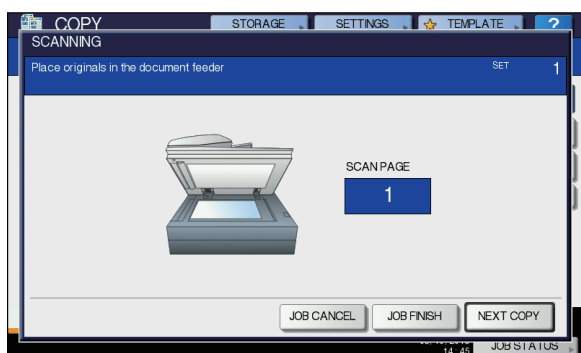 COPY STORAGE SETTINGS TEMPLATE ?
SCANNING
Place originals in the document feeder SET 1
SCAN PAGE
1
JOB CANCEL JOB FINISH NEXT COPY
14:45 JOB STATUS